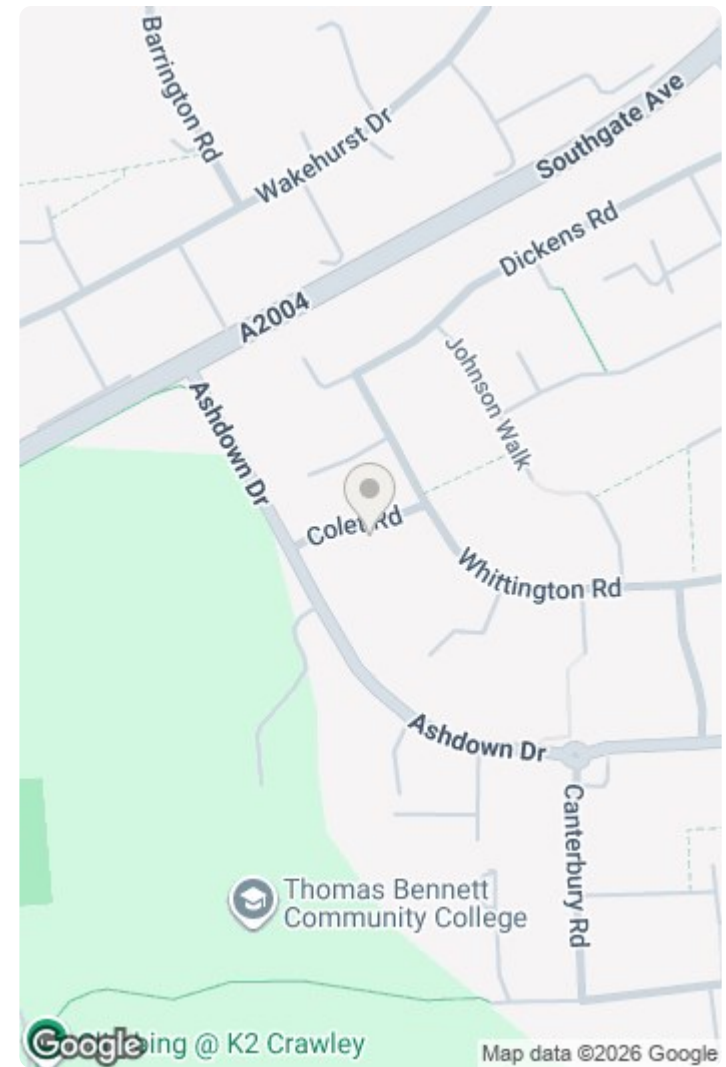 Barrington Rd
Wakehurst Dr
Southgate Ave
Dickens Rd
A2004
Johnson Walk
Ashdown Dr
Colet Rd
Whittington Rd
Ashdown Dr
Canterbury Rd
Thomas Bennett
Community College
Google
@ K2 Crawley
Map data ©2026 Google